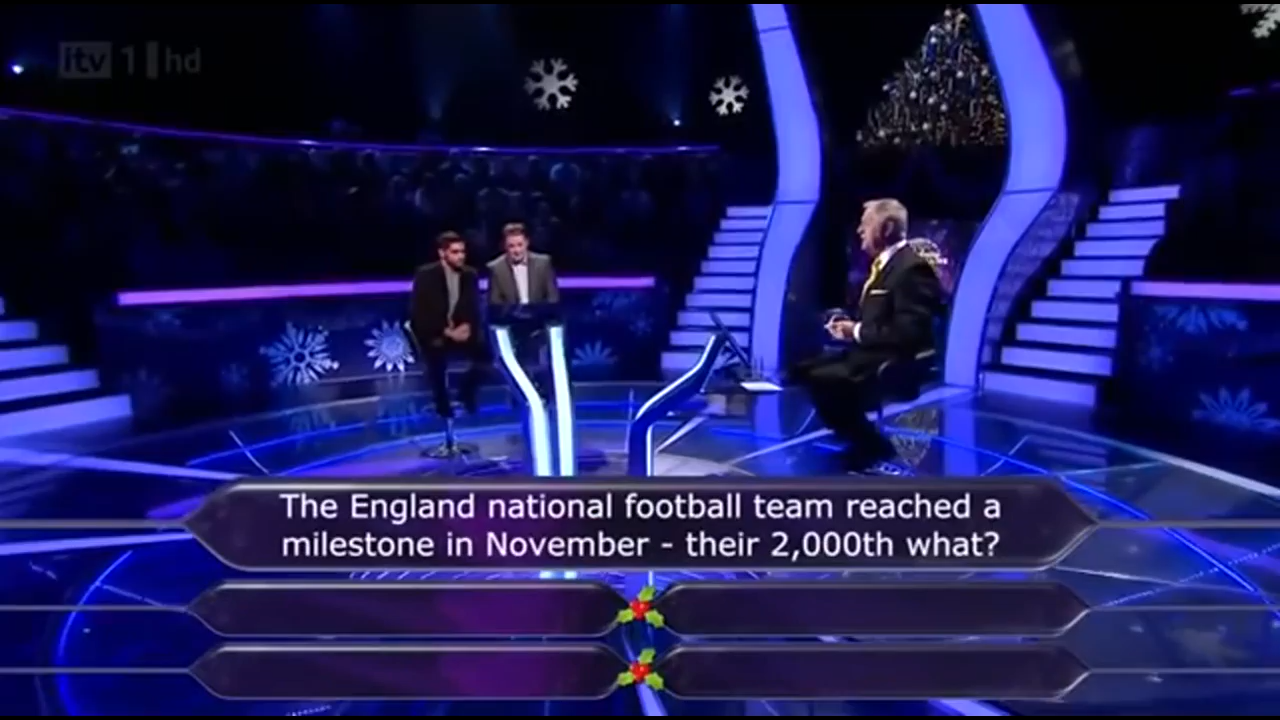 itv 1 hd
The England national football team reached a
milestone in November - their 2,000th what?